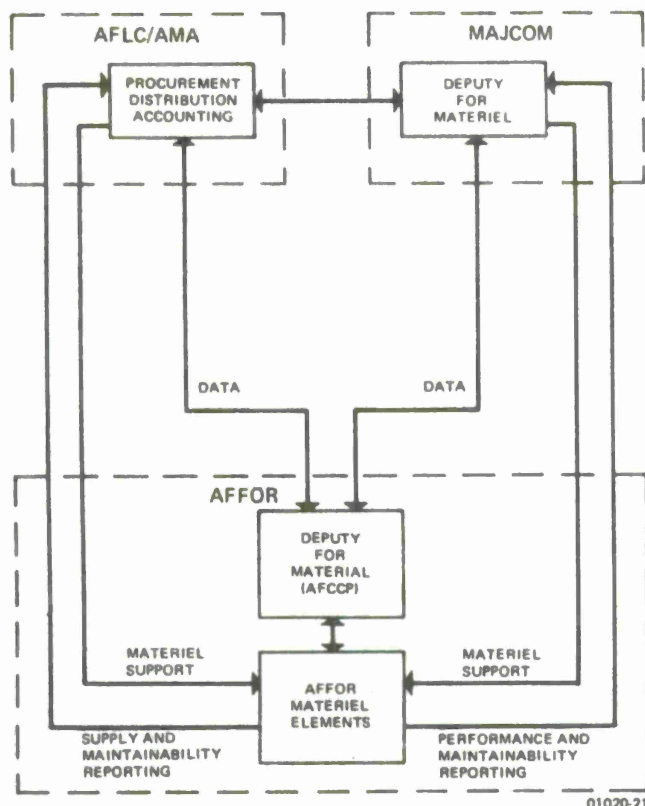 AFLC/AMA
MAJCOM
PROCUREMENT
DISTRIBUTION
ACCOUNTING
DEPUTY
FOR
MATERIEL
DATA
DATA
AFFOR
DEPUTY
FOR
MATERIAL
(AFCCP)
MATERIEL
SUPPORT
MATERIEL
SUPPORT
AFFOR
MATERIEL
ELEMENTS
SUPPLY AND
MAINTAINABILITY
REPORTING
PERFORMANCE AND
MAINTAINABILITY
REPORTING
01020-21